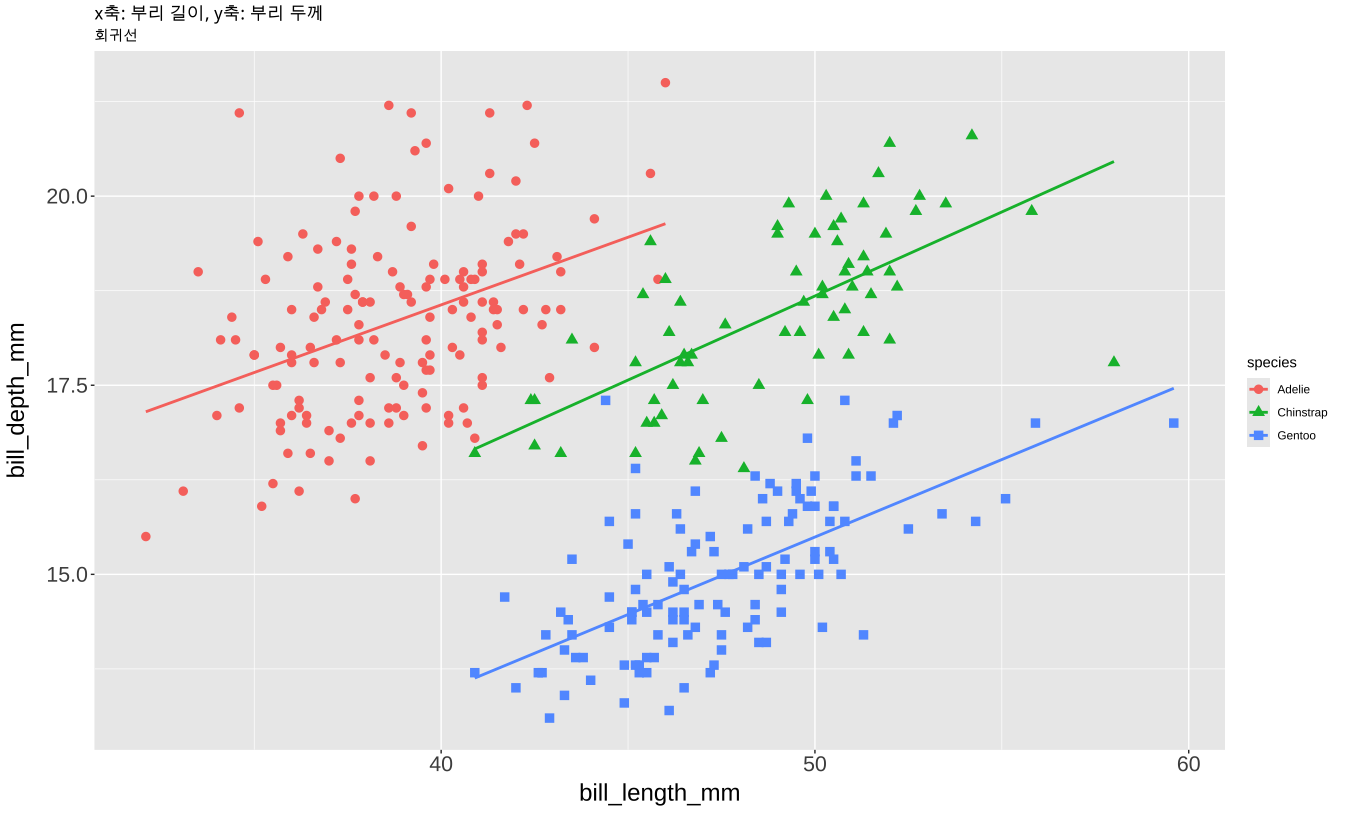 x축: 부리 길이, y축: 부리 두께
회귀선
20.0
17.5
15.0
bill_depth_mm
40
50
60
bill_length_mm
species
Adelie
Chinstrap
Gentoo